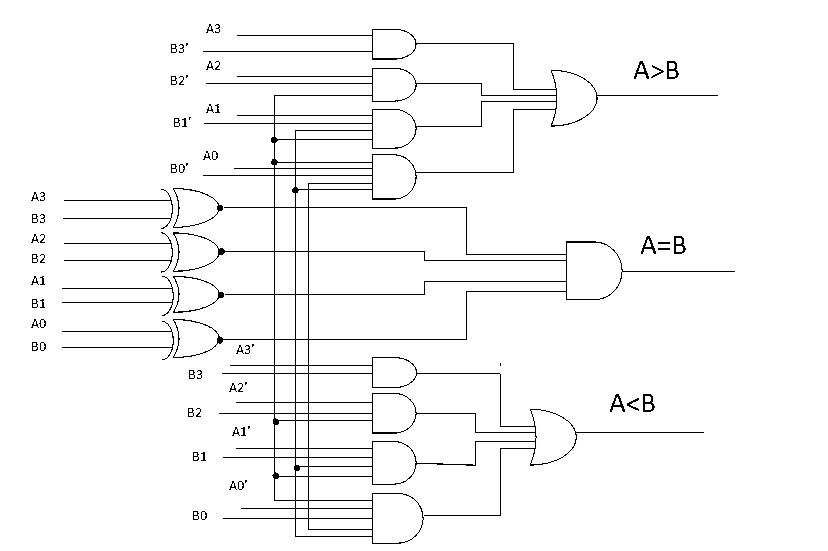 A3
B3'
A2
B2'
A1
B1'
A0
B0'
A>B
A3
B3
A2
B2
A1
B1
A0
B0
A=B
A3'
B3
A2'
B2
A1'
B1
A0'
B0
A<B